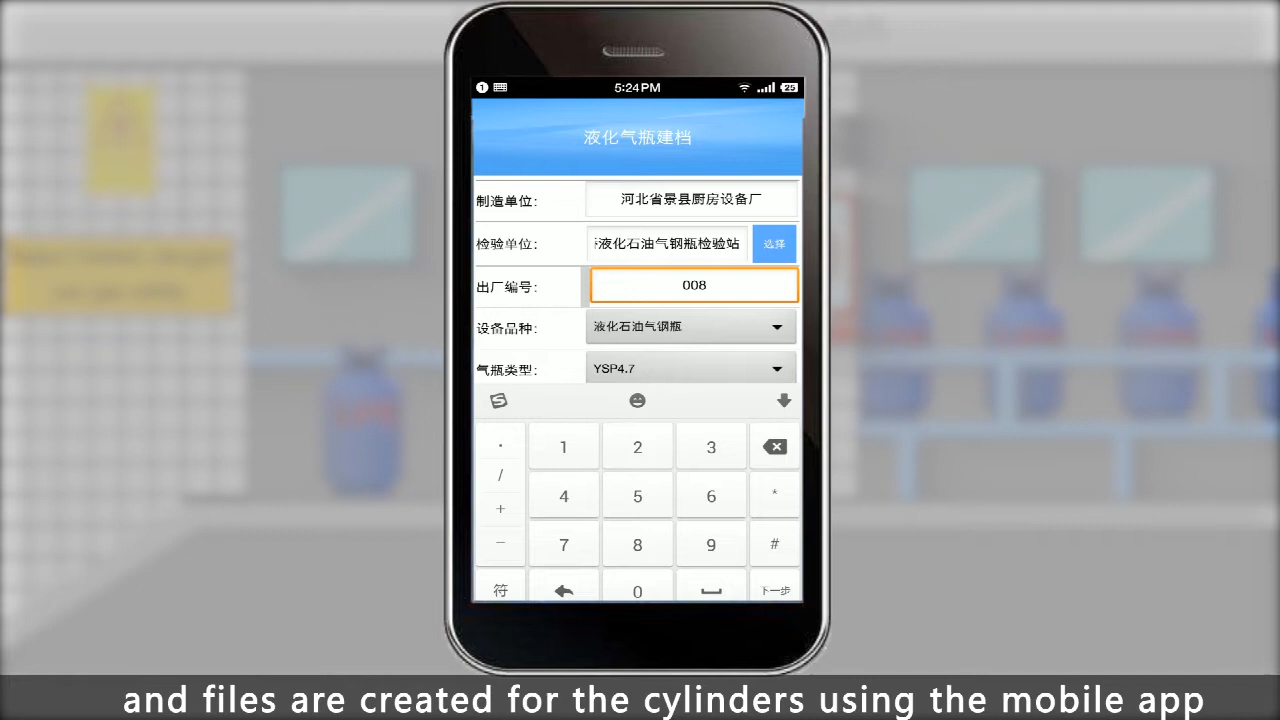 5:24PM 25
液化气瓶建档
制造单位: 河北省景县厨房设备厂
检验单位: 液化石油气钢瓶检验站 选择
出厂编号: 008
设备品种: 液化石油气钢瓶
气瓶类型: YSP4.7
. 1 2 3
/ 4 5 6 *
+
− 7 8 9 #
符 0 下一步
and files are created for the cylinders using the mobile app